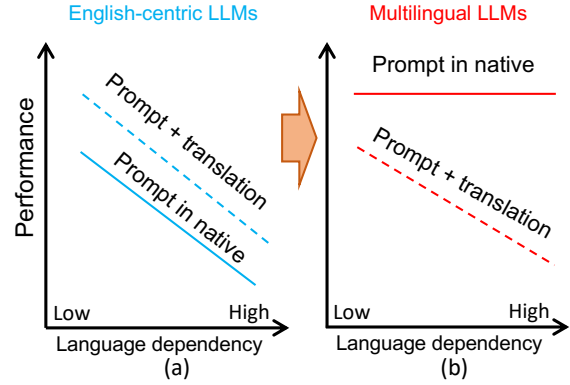 English-centric LLMs
Performance
Prompt + translation
Prompt in native
Low
High
Language dependency
(a)
Multilingual LLMs
Prompt in native
Prompt + translation
Low
High
Language dependency
(b)